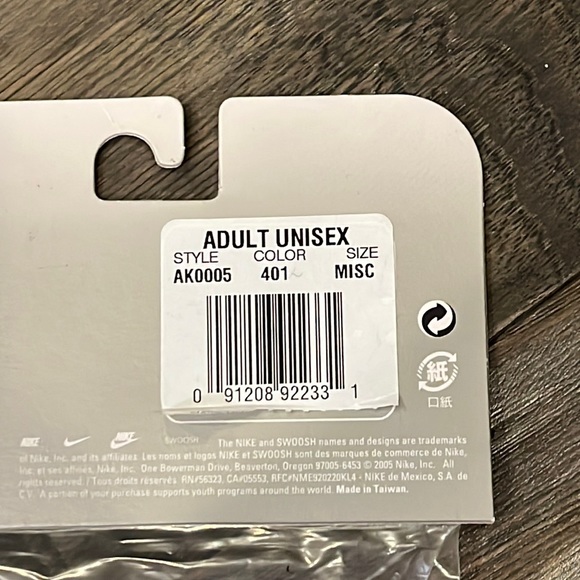 ADULT UNISEX
STYLE COLOR SIZE
AK0005 401 MISC
0 91208 92233 1
紙
口紙
NIKE NIKE SWOOSH The NIKE and SWOOSH names and designs are trademarks
of Nike, Inc. and its affiliates. Les noms et logos NIKE et SWOOSH sont des marques de commerce de Nike,
Inc. et ses affiliés. Nike, Inc. One Bowerman Drive, Beaverton, Oregon 97005-6453 © 2005 Nike, Inc. All
rights reserved. / Tous droits réservés RN#56323, CA#05553, RFC#NME920220KL4 - NIKE de Mexico, S.A. de
C.V. A portion of your purchase supports youth programs around the world. Made in Taiwan.